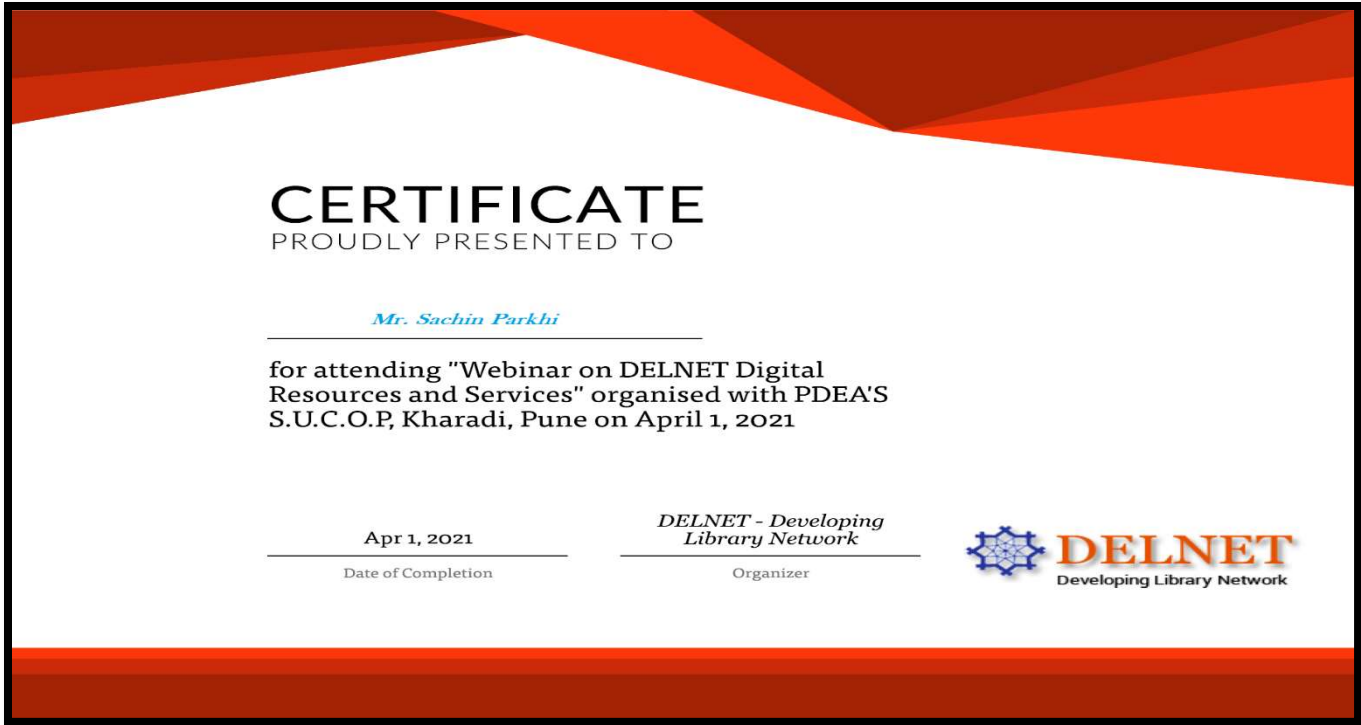 CERTIFICATE
PROUDLY PRESENTED TO
Mr. Sachin Parkhi
for attending "Webinar on DELNET Digital
Resources and Services" organised with PDEA'S
S.U.C.O.P, Kharadi, Pune on April 1, 2021
Apr 1, 2021
Date of Completion
DELNET - Developing
Library Network
Organizer
DELNET
Developing Library Network